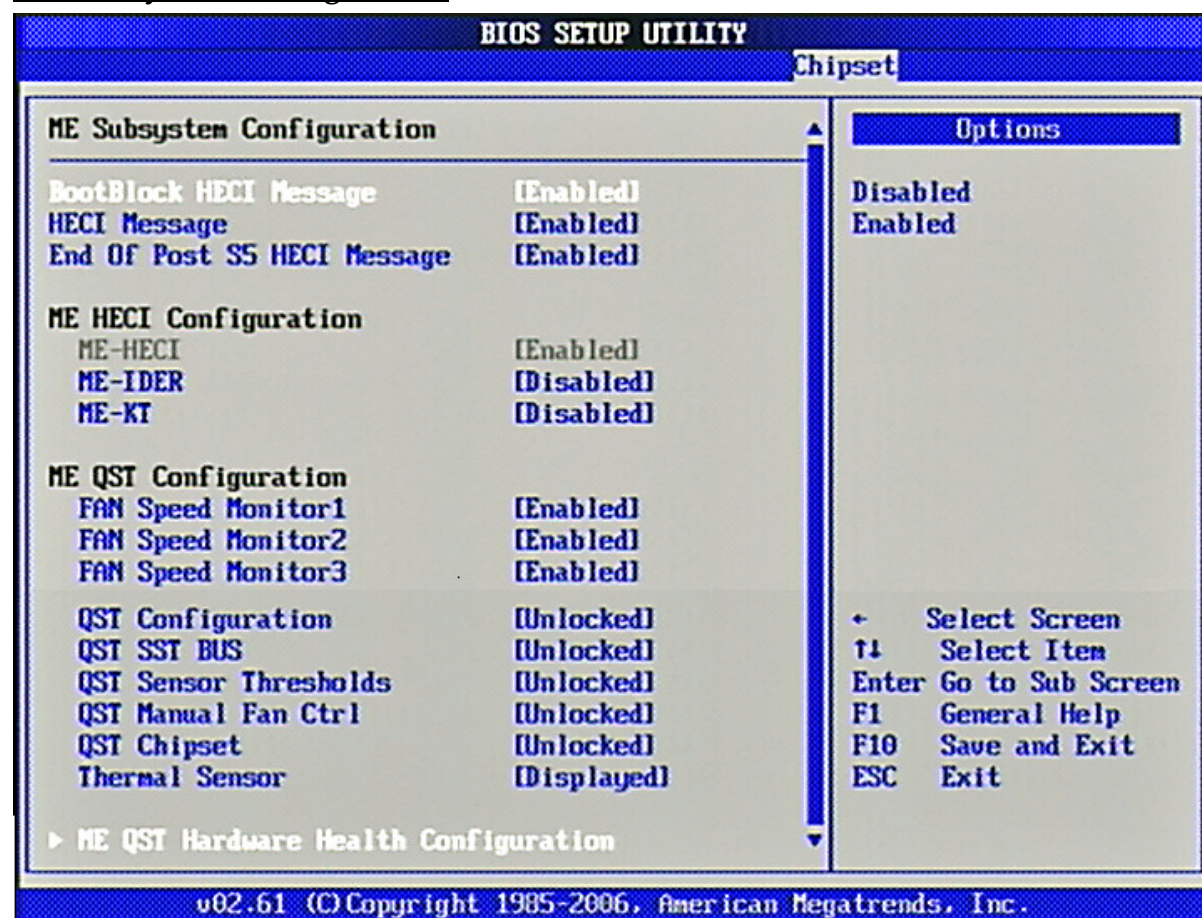 BIOS SETUP UTILITY
Chipset
ME Subsystem Configuration
BootBlock HECI Message [Enabled]
HECI Message [Enabled]
End Of Post S5 HECI Message [Enabled]
ME HECI Configuration
ME-HECI [Enabled]
ME-IDER [Disabled]
ME-KT [Disabled]
ME QST Configuration
FAN Speed Monitor1 [Enabled]
FAN Speed Monitor2 [Enabled]
FAN Speed Monitor3 [Enabled]
QST Configuration [Unlocked]
QST SST BUS [Unlocked]
QST Sensor Thresholds [Unlocked]
QST Manual Fan Ctrl [Unlocked]
QST Chipset [Unlocked]
Thermal Sensor [Displayed]
► ME QST Hardware Health Configuration
Options
Disabled
Enabled
← Select Screen
↑↓ Select Item
Enter Go to Sub Screen
F1 General Help
F10 Save and Exit
ESC Exit
v02.61 (C)Copyright 1985-2006, American Megatrends, Inc.